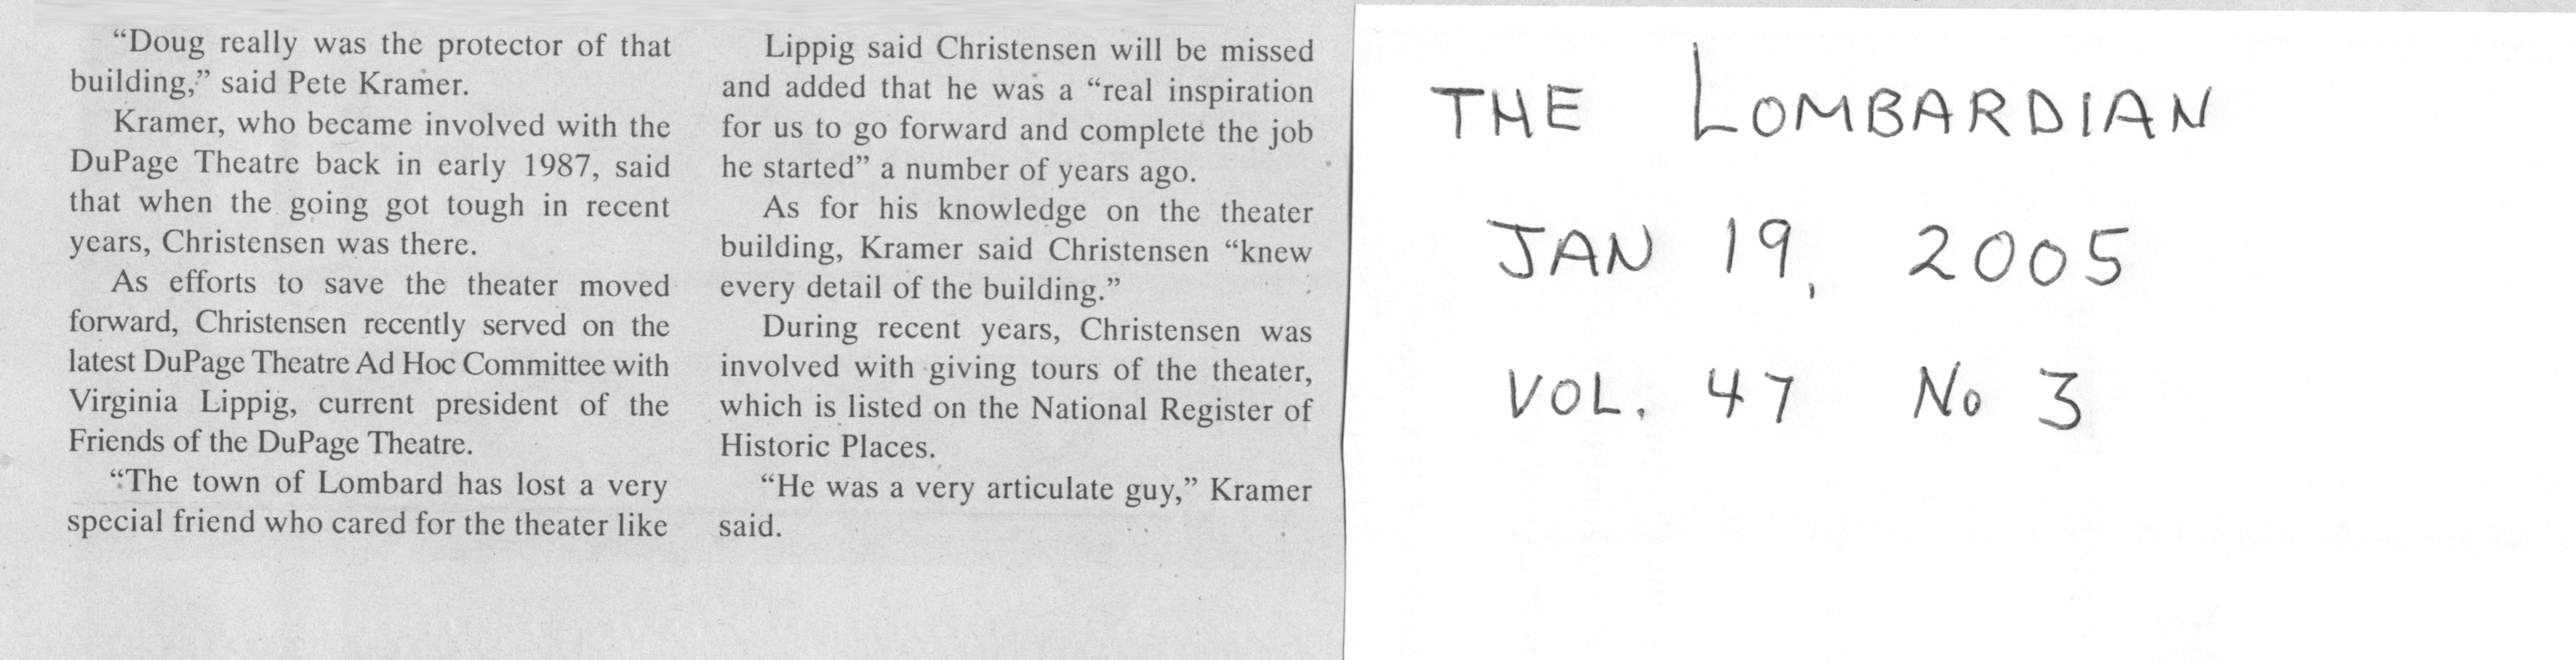 “Doug really was the protector of that
building,” said Pete Kramer.
Kramer, who became involved with the
DuPage Theatre back in early 1987, said
that when the going got tough in recent
years, Christensen was there.
As efforts to save the theater moved
forward, Christensen recently served on the
latest DuPage Theatre Ad Hoc Committee with
Virginia Lippig, current president of the
Friends of the DuPage Theatre.
“The town of Lombard has lost a very
special friend who cared for the theater like
Lippig said Christensen will be missed
and added that he was a “real inspiration
for us to go forward and complete the job
he started” a number of years ago.
As for his knowledge on the theater
building, Kramer said Christensen “knew
every detail of the building.”
During recent years, Christensen was
involved with giving tours of the theater,
which is listed on the National Register of
Historic Places.
“He was a very articulate guy,” Kramer
said.
THE LOMBARDIAN
JAN 19, 2005
VOL. 47 No 3